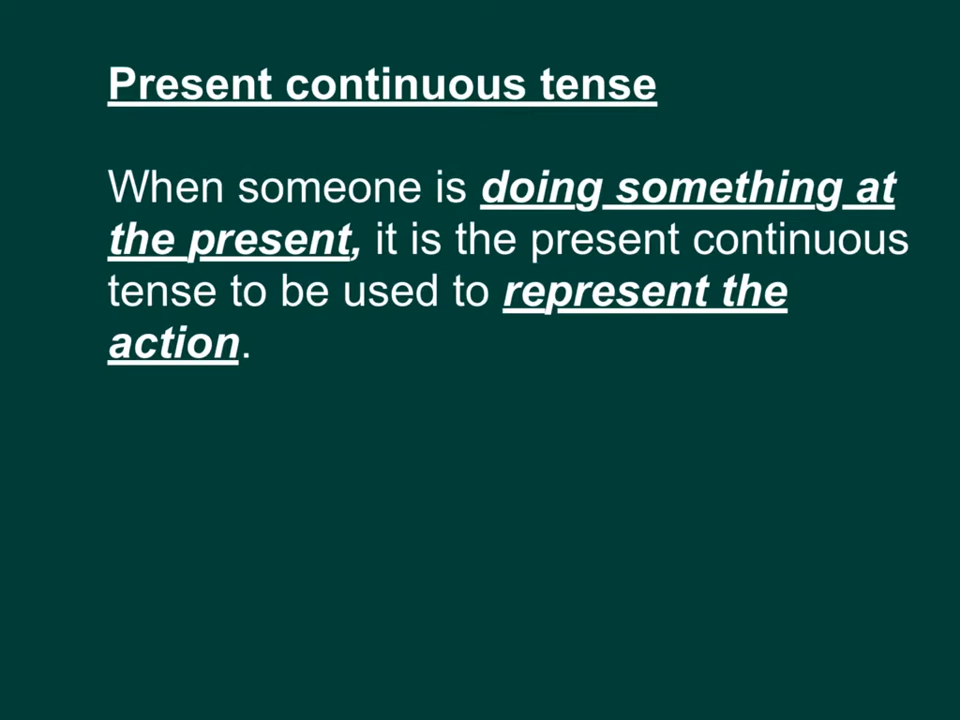 Present continuous tense
When someone is doing something at
the present, it is the present continuous
tense to be used to represent the
action.